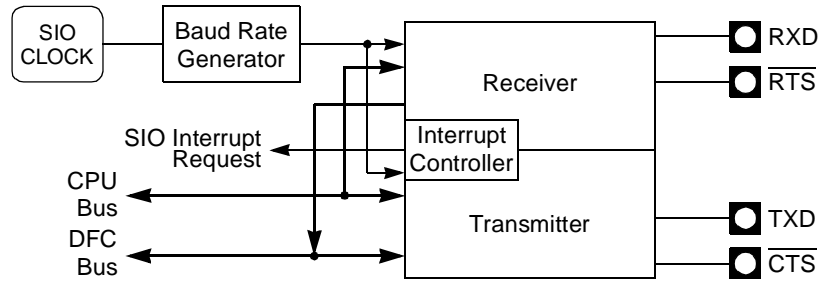 SIO
CLOCK
Baud Rate
Generator
Receiver
RXD
RTS
SIO Interrupt
Request
Interrupt
Controller
CPU
Bus
Transmitter
TXD
DFC
Bus
CTS